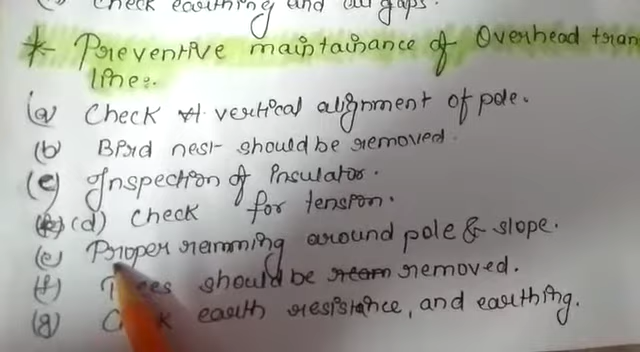 Check earthing and air gaps.
* Preventive maintainance of Overhead tran
line:
(a) Check vertical alignment of pole.
(b) Bird nest should be removed.
(c) Inspection of Insulator.
(d) Check for tension.
(e) Proper ramming around pole & slope.
(f) Trees should be removed.
(g) Check earth resistance, and earthing.